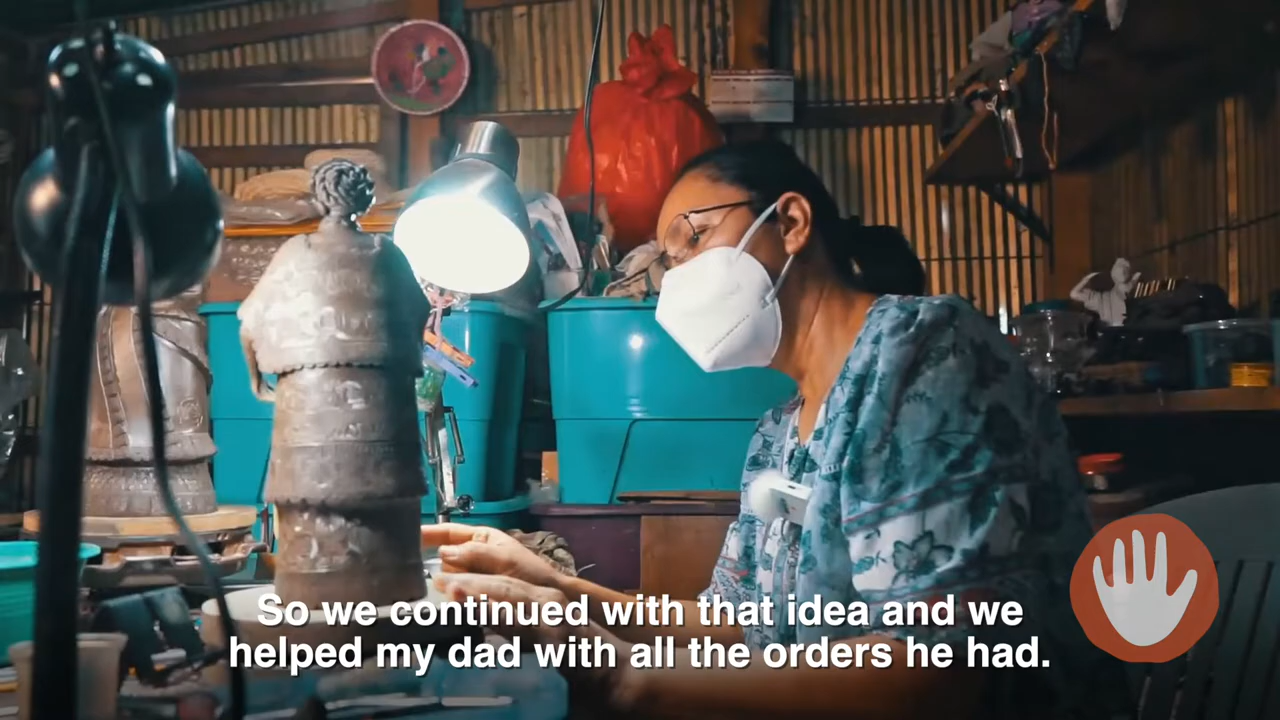 So we continued with that idea and we
helped my dad with all the orders he had.